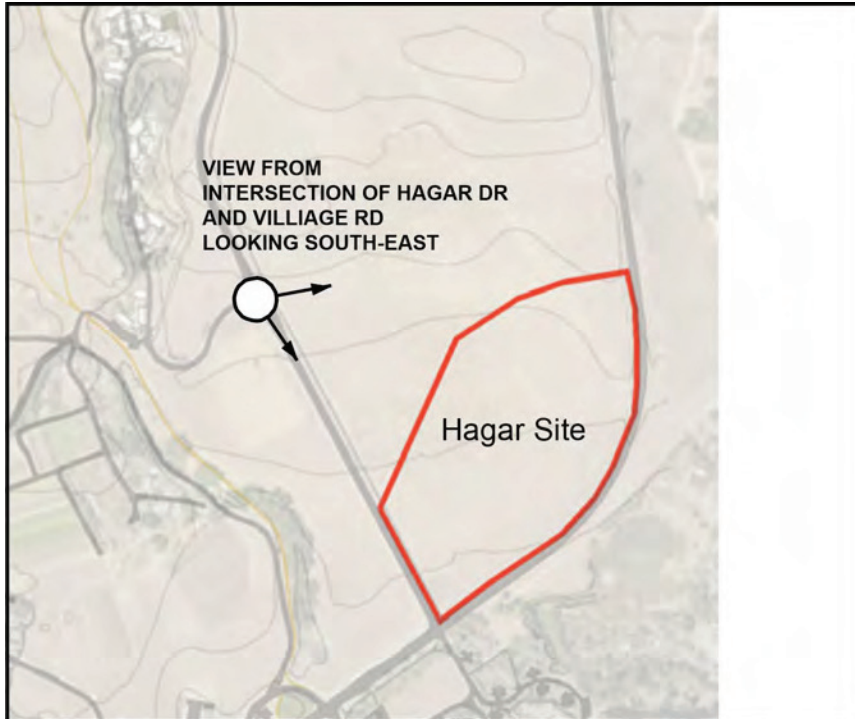 VIEW FROM
INTERSECTION OF HAGAR DR
AND VILLIAGE RD
LOOKING SOUTH-EAST
Hagar Site